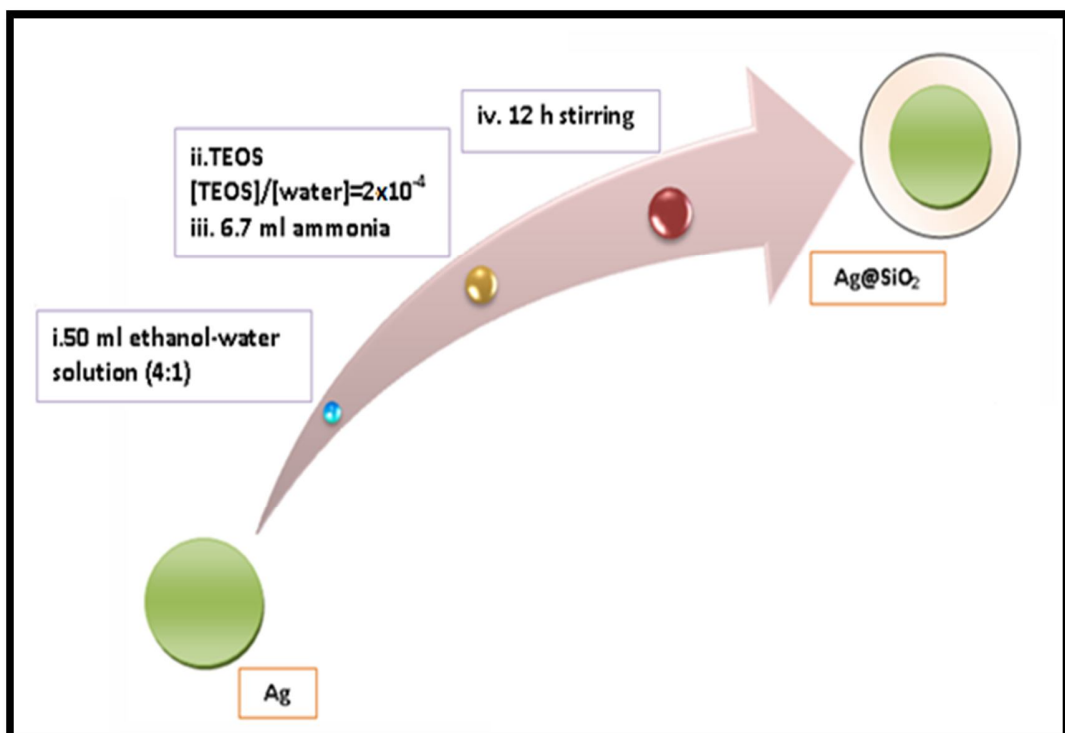 iv. 12 h stirring
ii.TEOS
[TEOS]/[water]=2x10⁻⁴
iii. 6.7 ml ammonia
Ag@SiO₂
i.50 ml ethanol-water
solution (4:1)
Ag